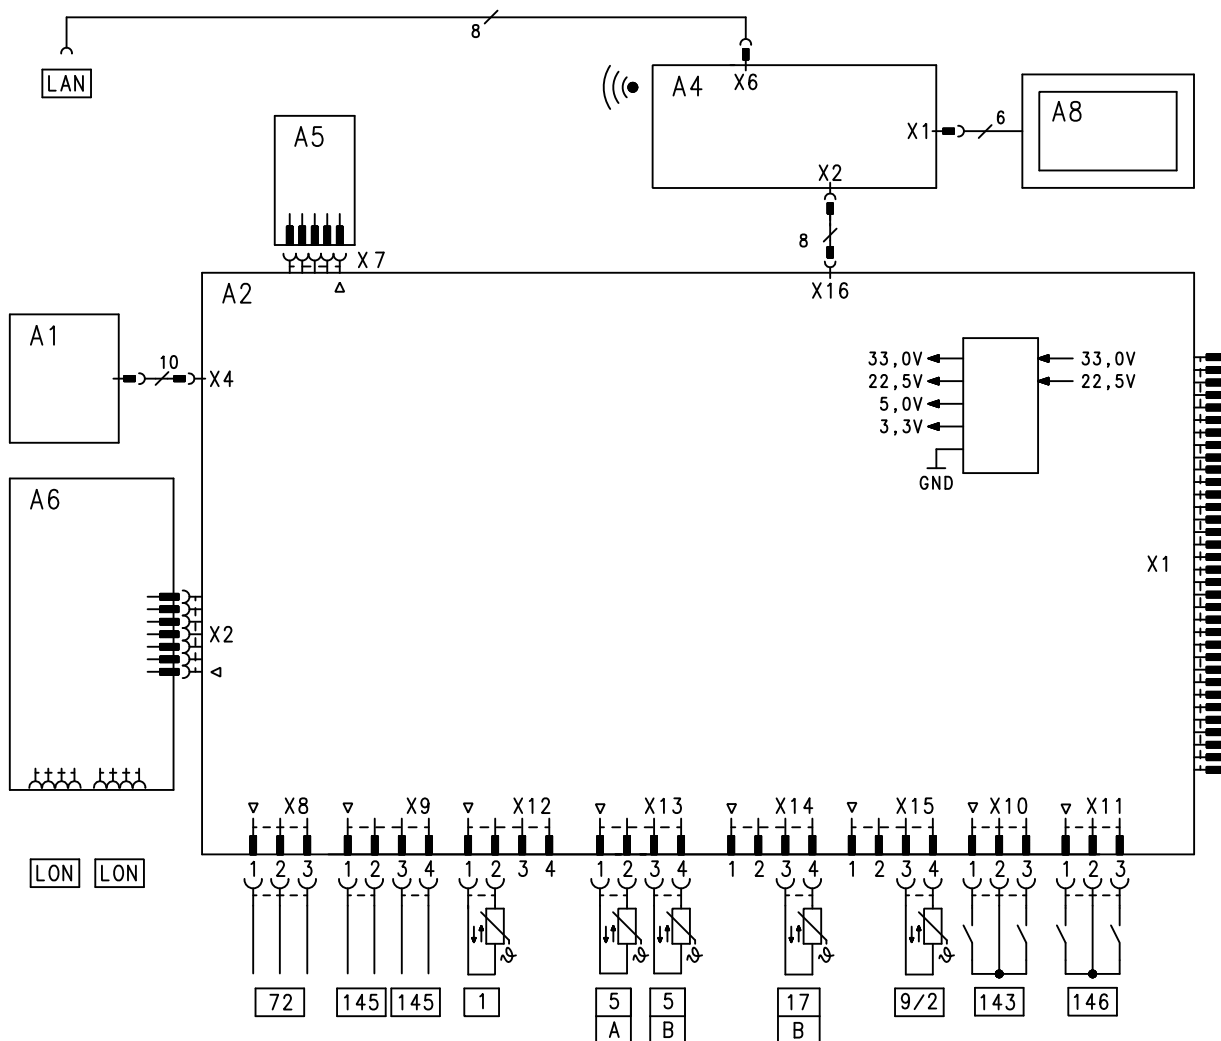 8
LAN
A4
X6
A8
6
X1
A5
X2
8
X7
A2
X16
A1
10
X4
33,0V
33,0V
22,5V
22,5V
5,0V
3,3V
GND
A6
X1
X2
X8
X9
X12
X13
X14
X15
X10
X11
1 2 3
1 2 3 4
1 2 3 4
1 2 3 4
1 2 3 4
1 2 3 4
1 2 3
1 2 3
LON
LON
ϑ
ϑ
ϑ
ϑ
ϑ
72
145
145
1
5
A
5
B
17
B
9/2
143
146